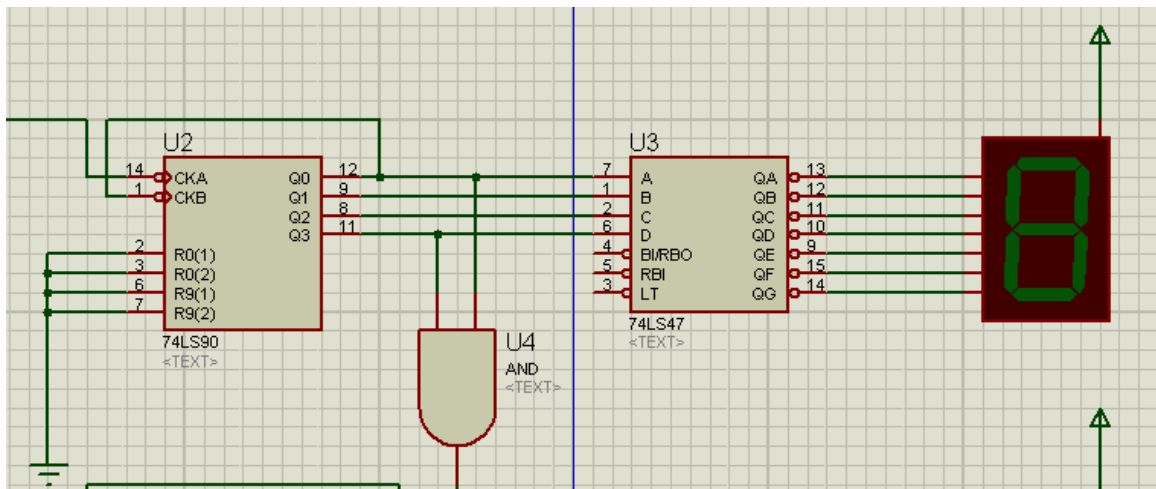 U2
14 CKA Q0 12
1 CKB Q1 9
Q2 8
Q3 11
2 R0(1)
3 R0(2)
6 R9(1)
7 R9(2)
74LS90
<TEXT>
U3
7 A QA 13
1 B QB 12
2 C QC 11
6 D QD 10
4 BI/RBO QE 9
5 RBI QF 15
3 LT QG 14
74LS47
<TEXT>
U4
AND
<TEXT>